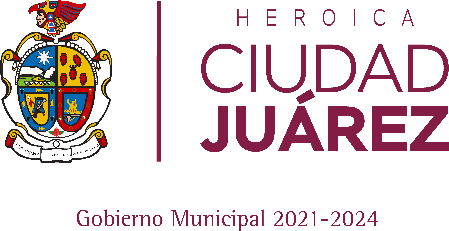 HEROICA
CIUDAD
JUÁREZ
Gobierno Municipal 2021-2024